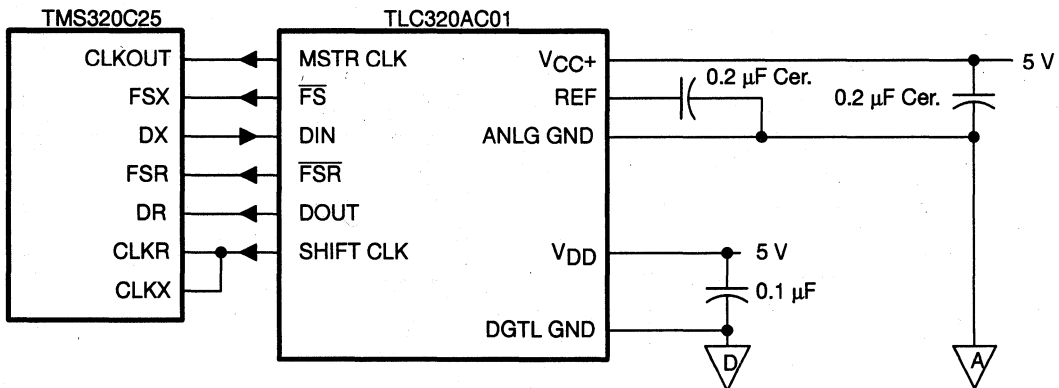 TMS320C25
TLC320AC01
CLKOUT
MSTR CLK
VCC+
5 V
FSX
FS
REF
0.2 μF Cer.
0.2 μF Cer.
DX
DIN
ANLG GND
FSR
FSR
DR
DOUT
CLKR
SHIFT CLK
VDD
5 V
CLKX
0.1 μF
DGTL GND
D
A